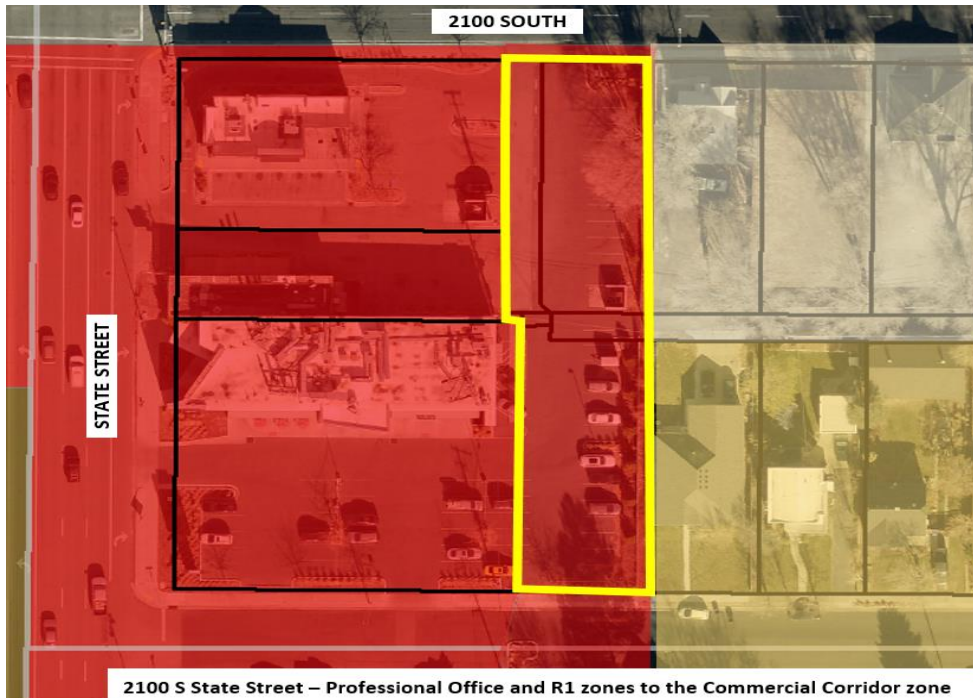 2100 SOUTH
STATE STREET
2100 S State Street – Professional Office and R1 zones to the Commercial Corridor zone